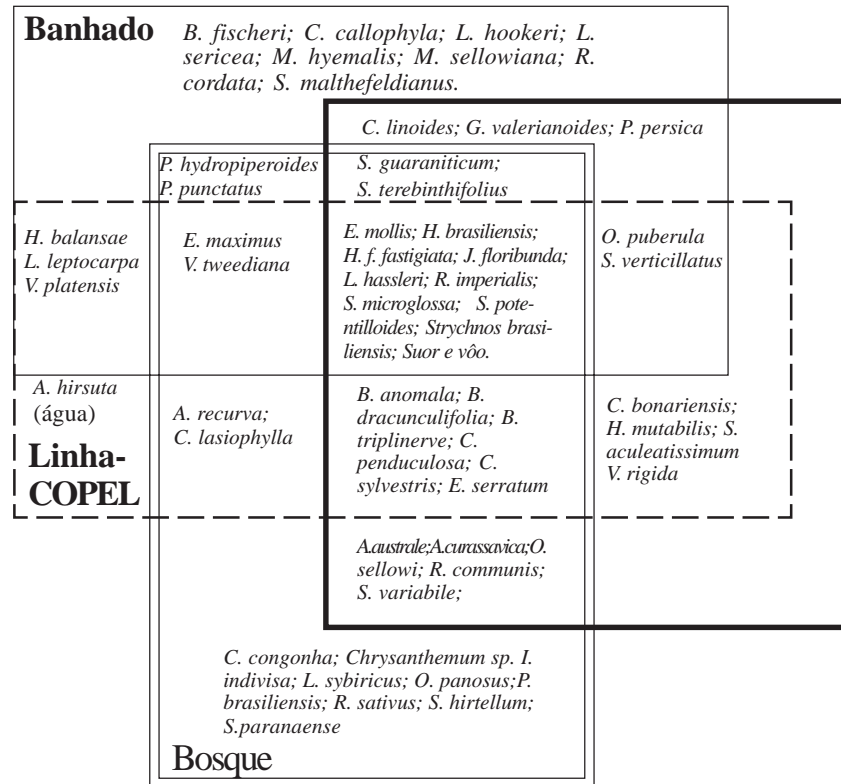 Banhado
B. fischeri; C. callophyla; L. hookeri; L.
sericea; M. hyemalis; M. sellowiana; R.
cordata; S. malthefeldianus.
C. linoides; G. valerianoides; P. persica
P. hydropiperoides
P. punctatus
S. guaraniticum;
S. terebinthifolius
H. balansae
L. leptocarpa
V. platensis
E. maximus
V. tweediana
E. mollis; H. brasiliensis;
H. f. fastigiata; J. floribunda;
L. hassleri; R. imperialis;
S. microglossa; S. pote-
ntilloides; Strychnos brasi-
liensis; Suor e vôo.
O. puberula
S. verticillatus
A. hirsuta
(água)
Linha-
COPEL
A. recurva;
C. lasiophylla
B. anomala; B.
dracunculifolia; B.
triplinerve; C.
penduculosa; C.
sylvestris; E. serratum
C. bonariensis;
H. mutabilis; S.
aculeatissimum
V. rigida
A.australe;A.curassavica;O.
sellowi; R. communis;
S. variabile;
C. congonha; Chrysanthemum sp. I.
indivisa; L. sybiricus; O. panosus;P.
brasiliensis; R. sativus; S. hirtellum;
S.paranaense
Bosque